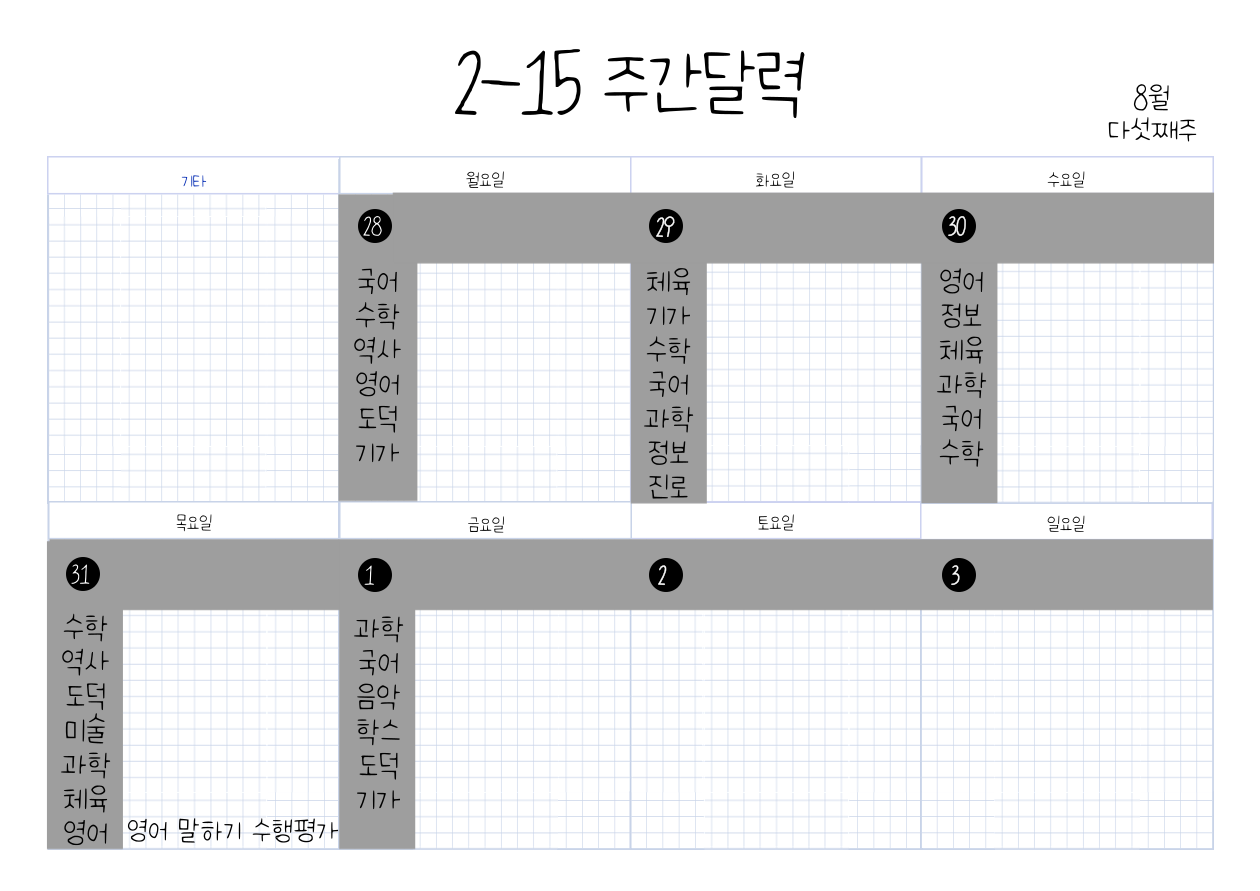 2-15 주간달력
8월
다섯째주
기타
월요일
화요일
수요일
28
국어
수학
역사
영어
도덕
기가
29
체육
기가
수학
국어
과학
정보
진로
30
영어
정보
체육
과학
국어
수학
목요일
금요일
토요일
일요일
31
수학
역사
도덕
미술
과학
체육
영어 영어 말하기 수행평가
1
과학
국어
음악
학스
도덕
기가
2
3